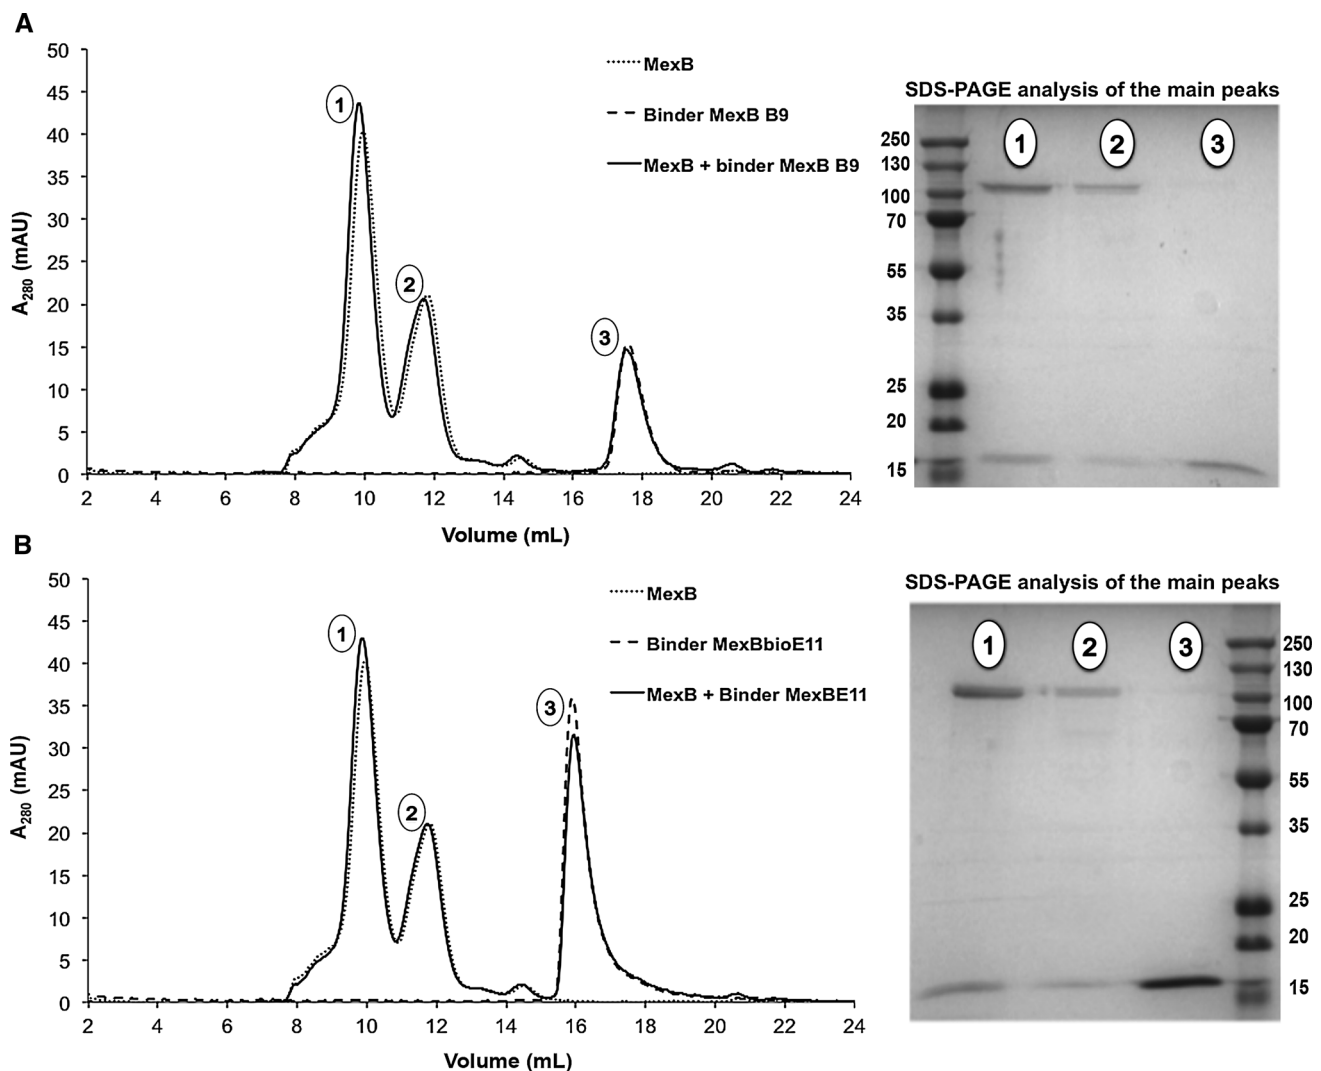 A
50
45
40
35
30
25
20
15
10
5
0
A280 (mAU)
2 4 6 8 10 12 14 16 18 20 22 24
Volume (mL)
1
2
3
MexB
Binder MexB B9
MexB + binder MexB B9
SDS-PAGE analysis of the main peaks
1 2 3
250
130
100
70
55
35
25
20
15
B
50
45
40
35
30
25
20
15
10
5
0
A280 (mAU)
2 4 6 8 10 12 14 16 18 20 22 24
Volume (mL)
1
2
3
MexB
Binder MexBbioE11
MexB + Binder MexBE11
SDS-PAGE analysis of the main peaks
1 2 3
250
130
100
70
55
35
25
20
15